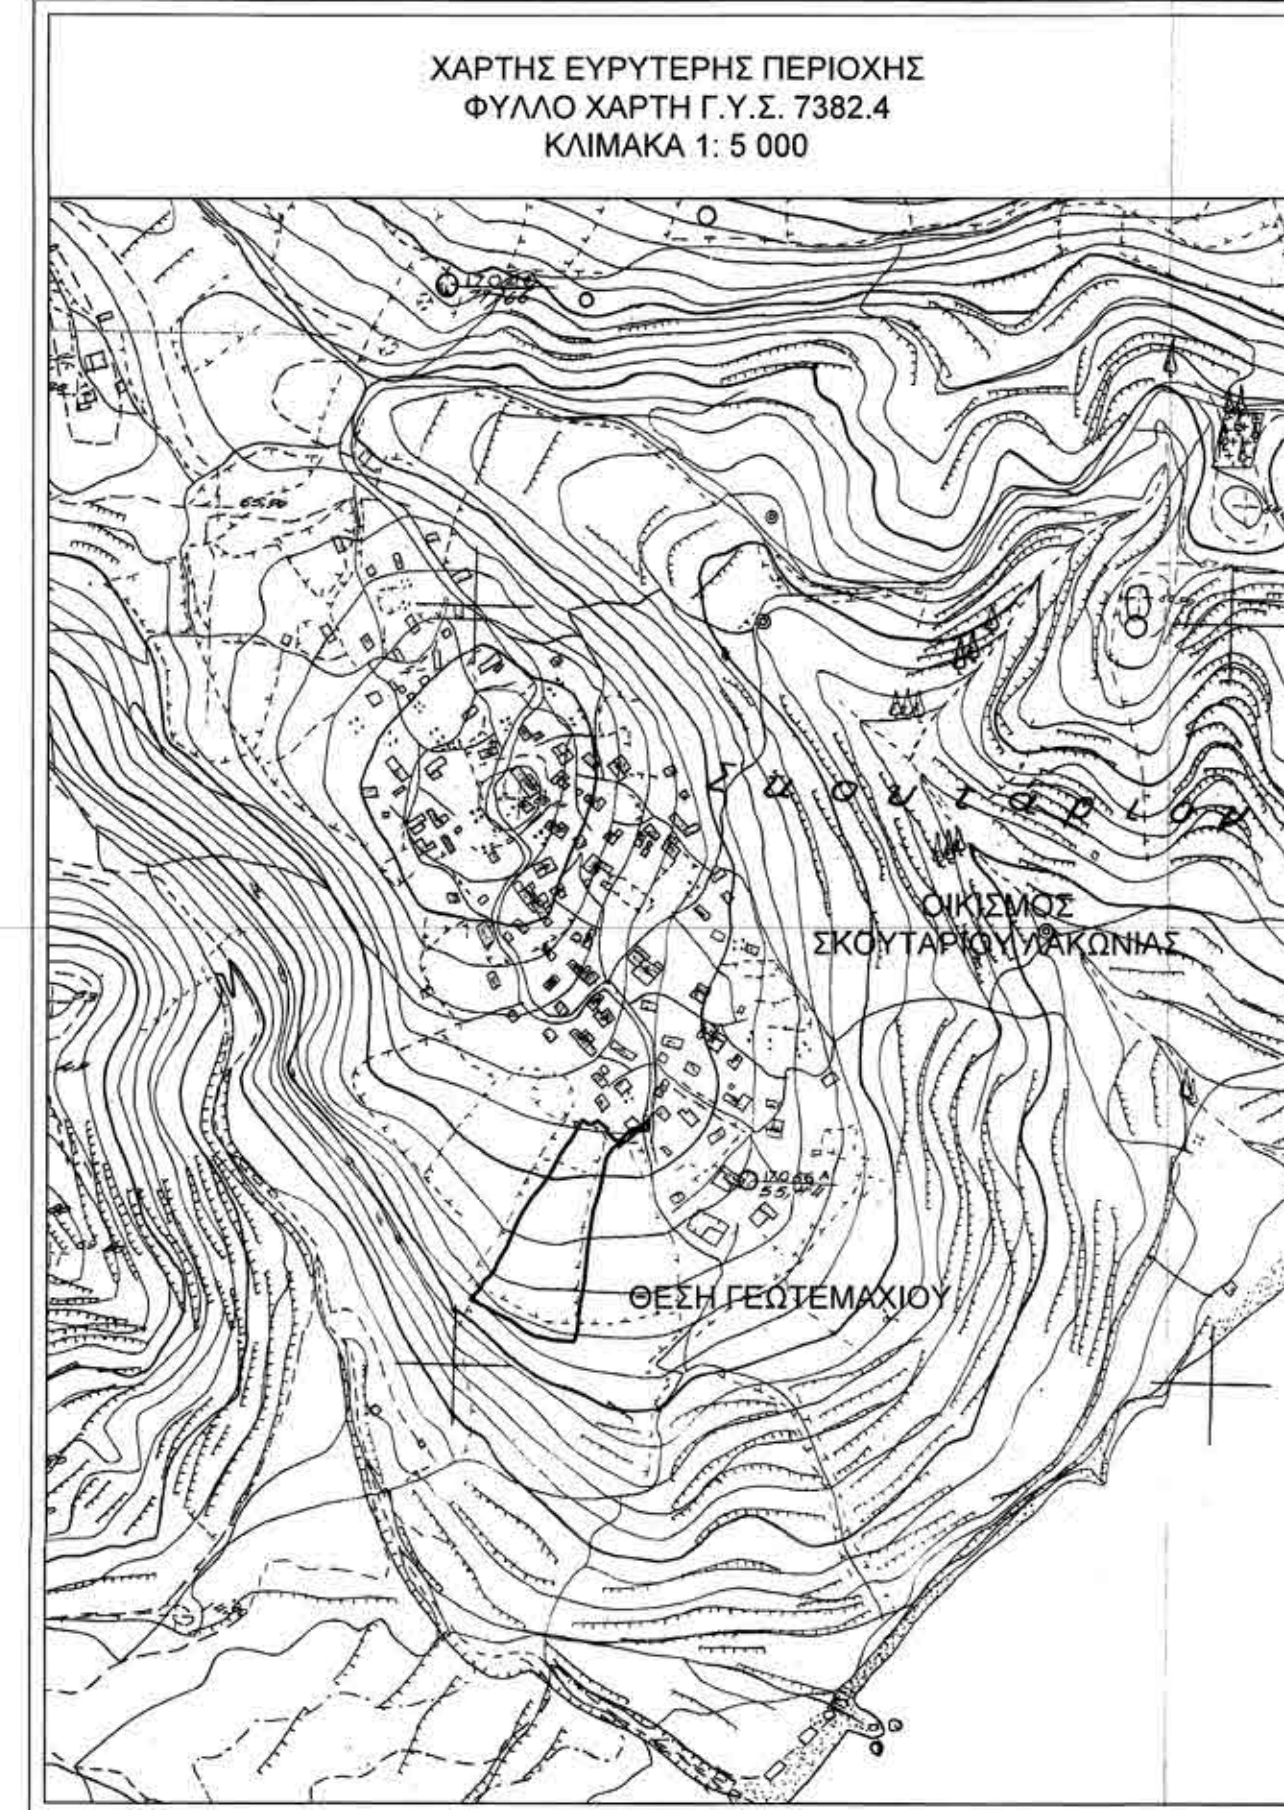 ΧΑΡΤΗΣ ΕΥΡΥΤΕΡΗΣ ΠΕΡΙΟΧΗΣ
ΦΥΛΛΟ ΧΑΡΤΗ Γ.Υ.Σ. 7382.4
ΚΛΙΜΑΚΑ 1: 5 000
Σκουταρίου
ΟΙΚΙΣΜΟΣ
ΣΚΟΥΤΑΡΙΟΥ ΛΑΚΩΝΙΑΣ
ΘΕΣΗ ΓΕΩΤΕΜΑΧΙΟΥ